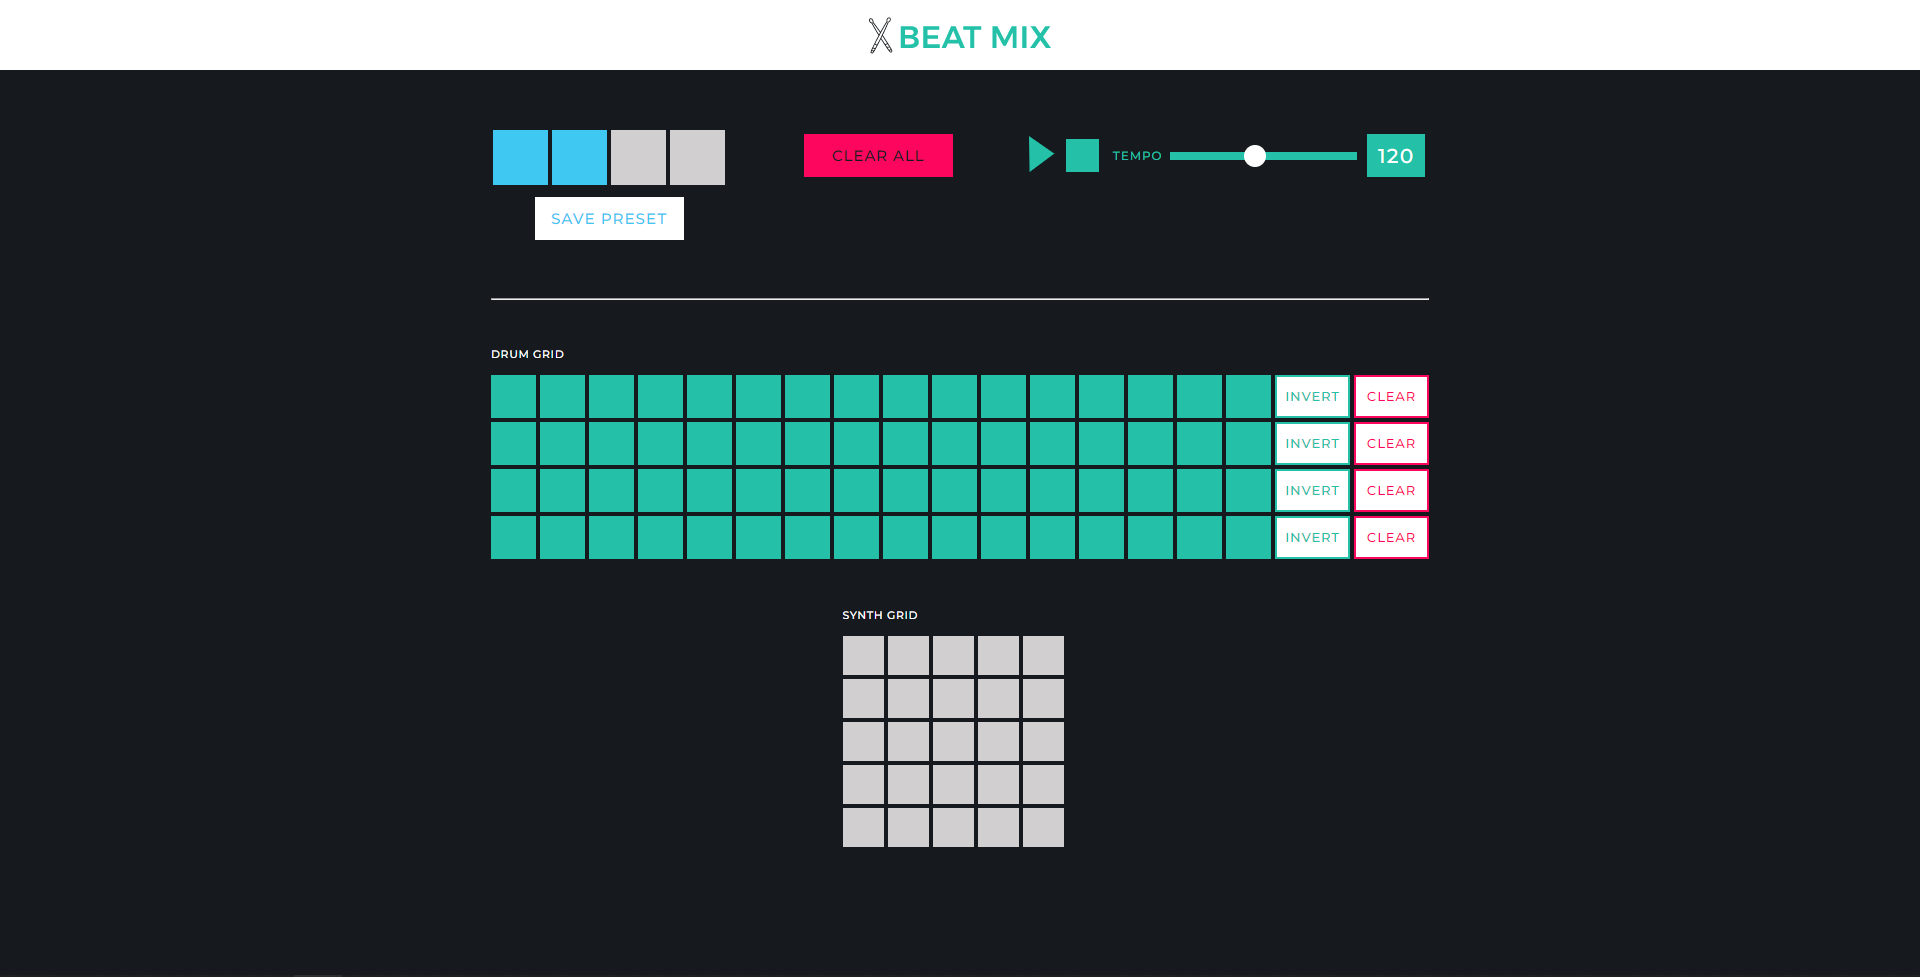 BEAT MIX
CLEAR ALL
TEMPO
120
SAVE PRESET
DRUM GRID
INVERT CLEAR
INVERT CLEAR
INVERT CLEAR
INVERT CLEAR
SYNTH GRID